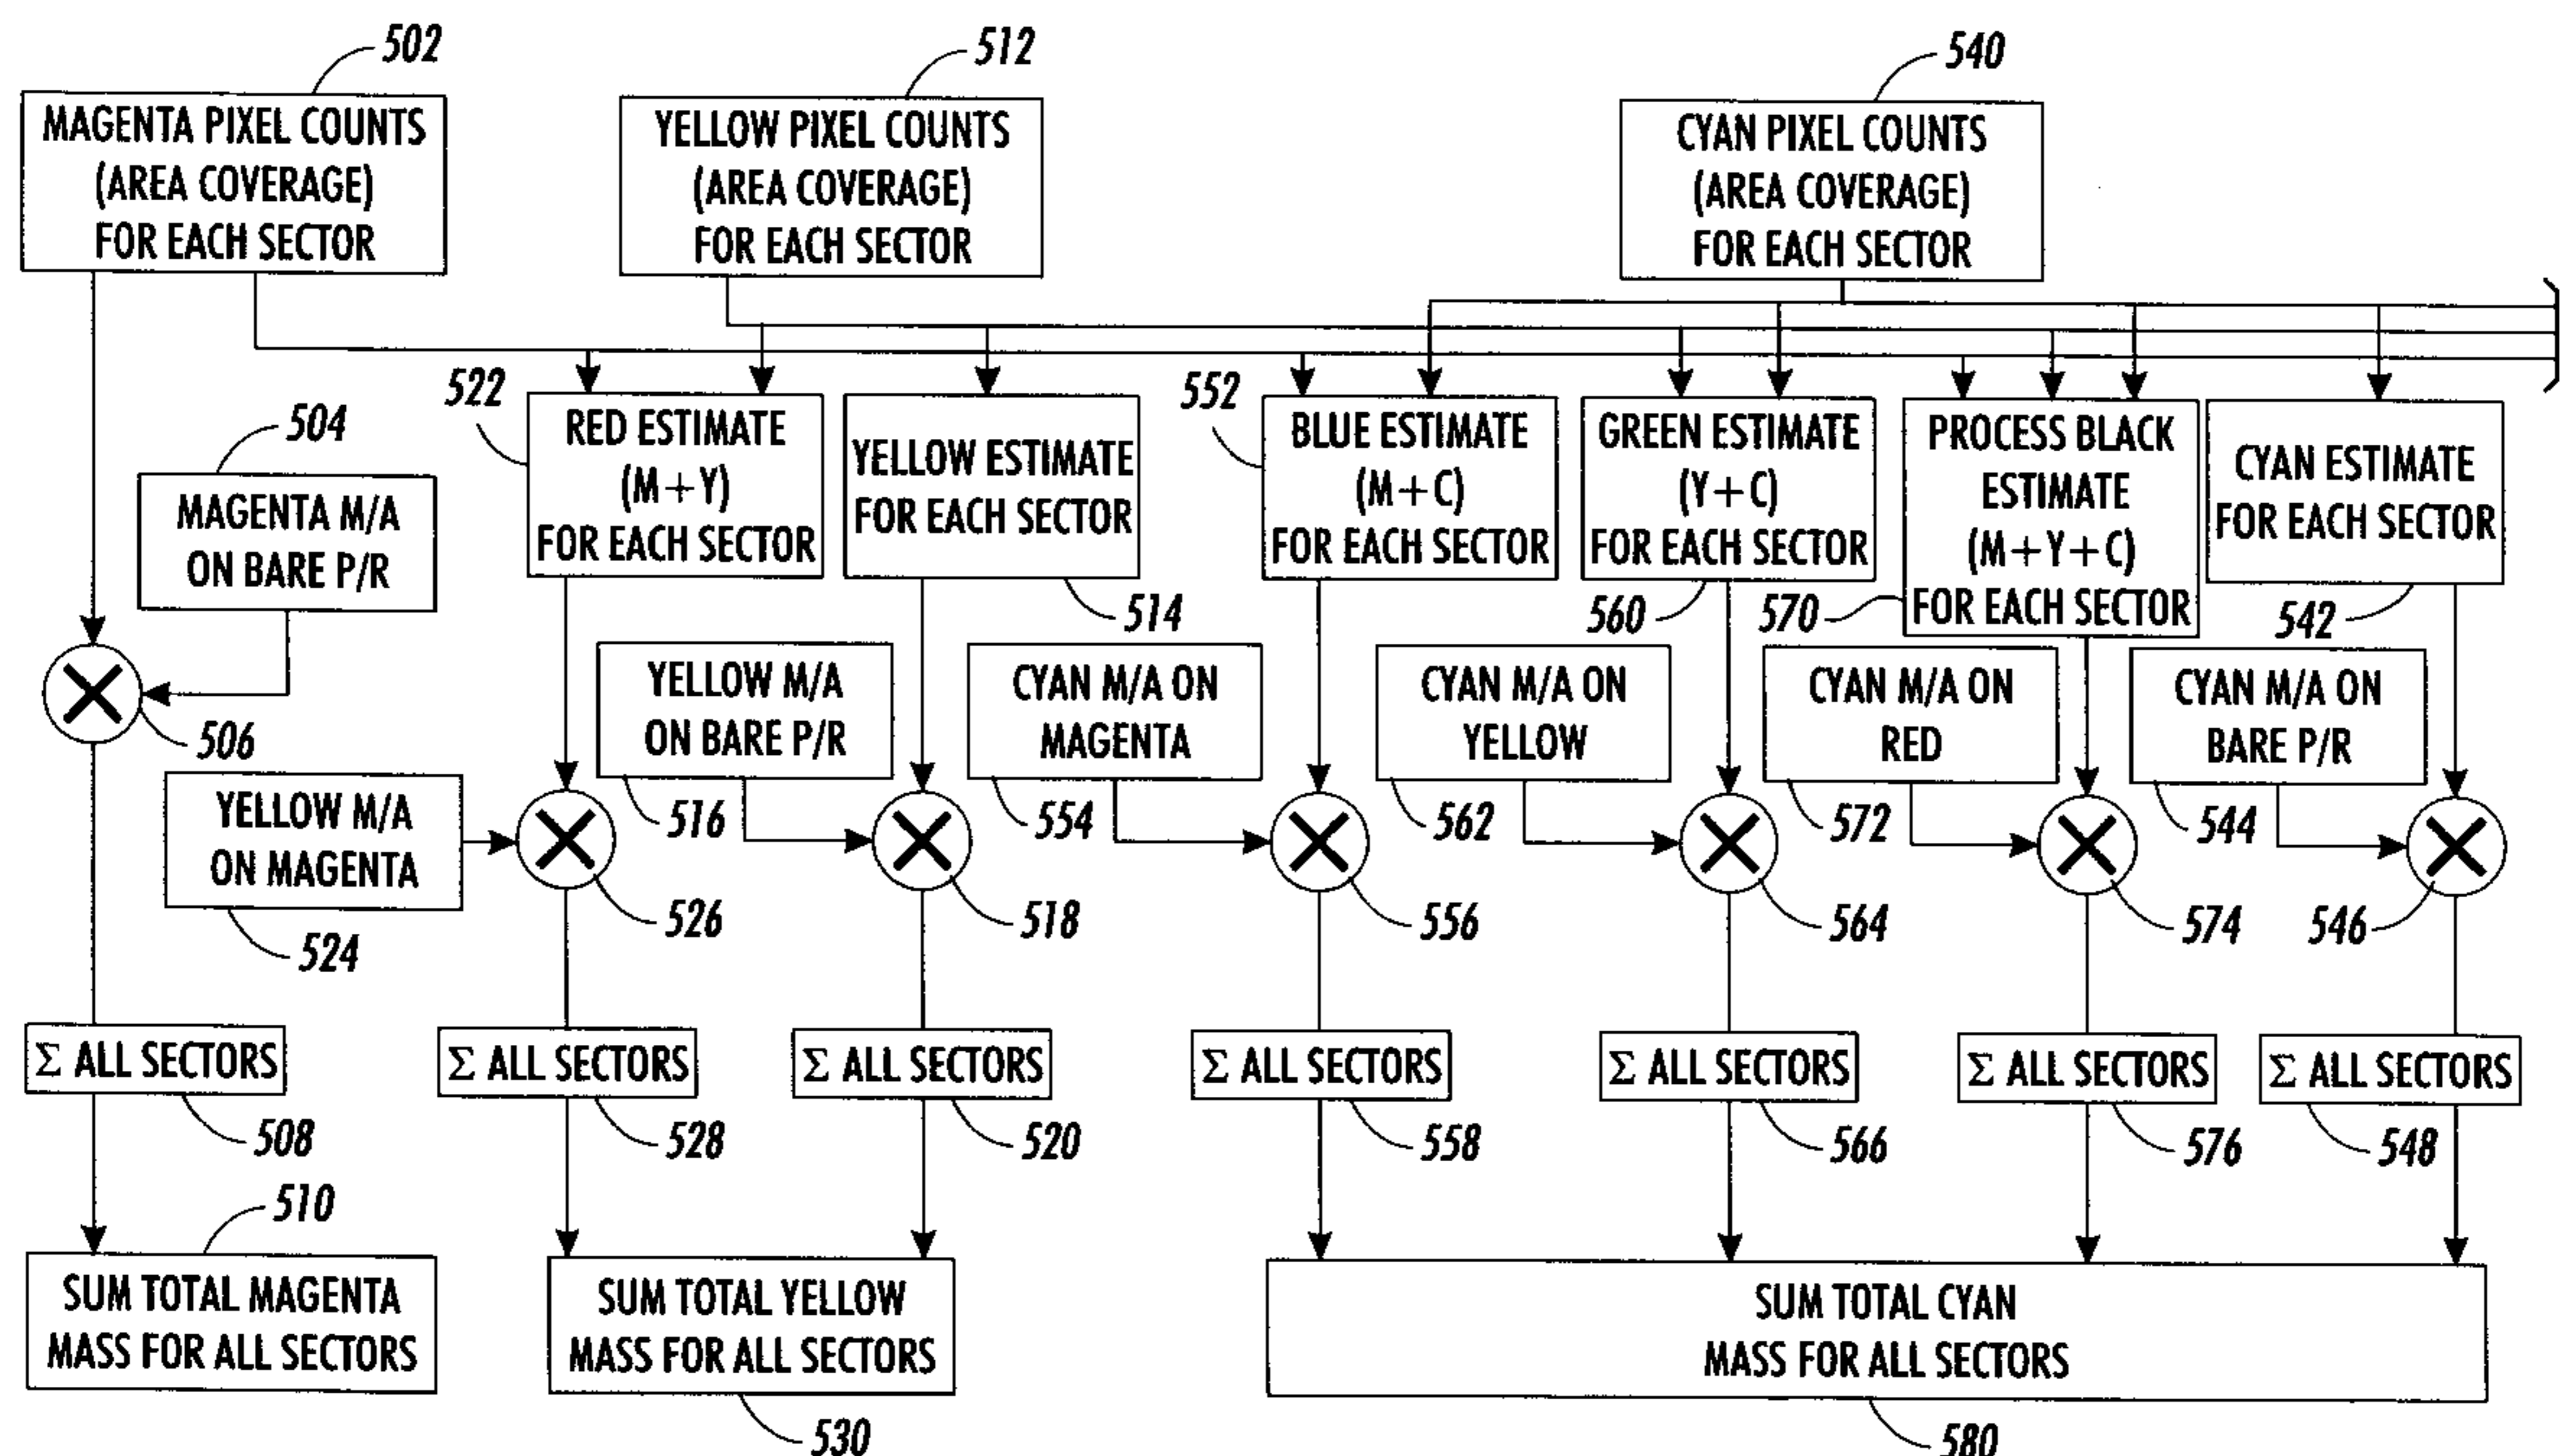 502
512
540
MAGENTA PIXEL COUNTS
(AREA COVERAGE)
FOR EACH SECTOR
YELLOW PIXEL COUNTS
(AREA COVERAGE)
FOR EACH SECTOR
CYAN PIXEL COUNTS
(AREA COVERAGE)
FOR EACH SECTOR
522
RED ESTIMATE
(M+Y)
FOR EACH SECTOR
YELLOW ESTIMATE
FOR EACH SECTOR
514
552
BLUE ESTIMATE
(M+C)
FOR EACH SECTOR
GREEN ESTIMATE
(Y+C)
FOR EACH SECTOR
560
PROCESS BLACK
ESTIMATE
(M+Y+C)
FOR EACH SECTOR
570
CYAN ESTIMATE
FOR EACH SECTOR
542
504
MAGENTA M/A
ON BARE P/R
506
YELLOW M/A
ON MAGENTA
524
526
YELLOW M/A
ON BARE P/R
516
518
CYAN M/A ON
MAGENTA
554
556
CYAN M/A ON
YELLOW
562
564
CYAN M/A ON
RED
572
574
CYAN M/A ON
BARE P/R
544
546
Σ ALL SECTORS
508
Σ ALL SECTORS
528
Σ ALL SECTORS
520
Σ ALL SECTORS
558
Σ ALL SECTORS
566
Σ ALL SECTORS
576
Σ ALL SECTORS
548
510
SUM TOTAL MAGENTA
MASS FOR ALL SECTORS
SUM TOTAL YELLOW
MASS FOR ALL SECTORS
530
SUM TOTAL CYAN
MASS FOR ALL SECTORS
580